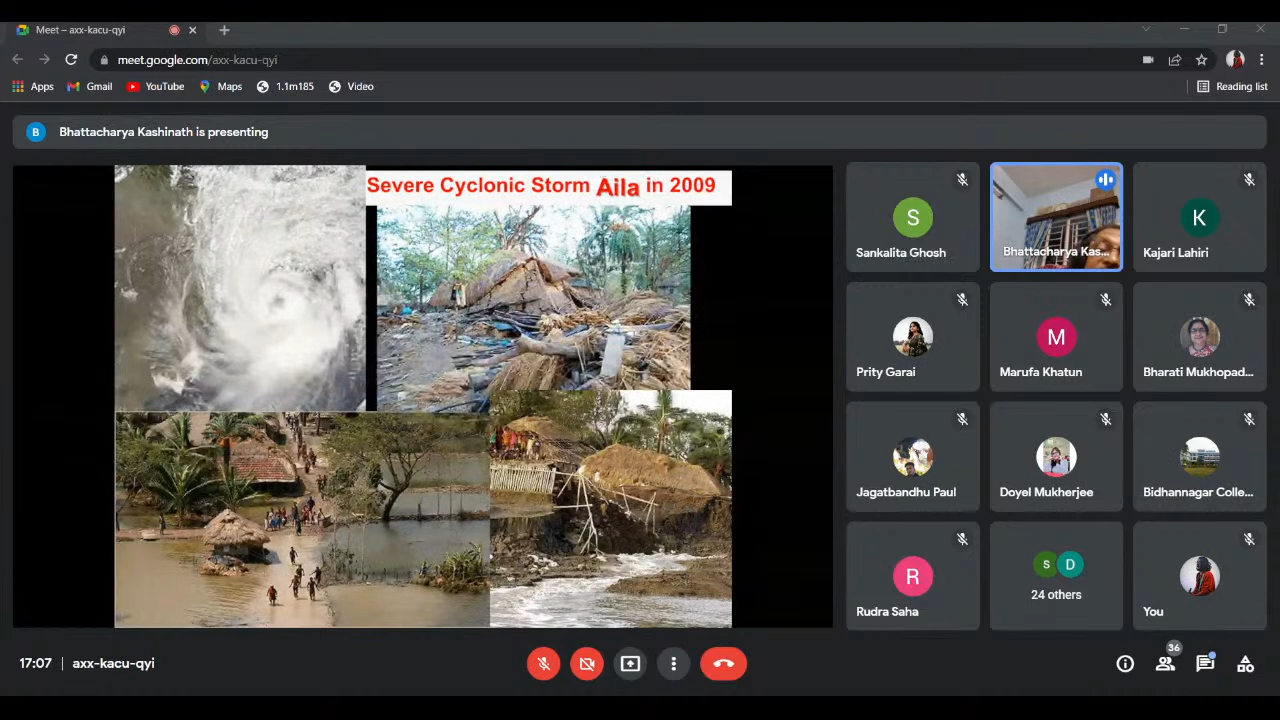 Meet – axx-kacu-qyi
meet.google.com/axx-kacu-qyi
Apps
Gmail
YouTube
Maps
1.1m185
Video
Reading list
B
Bhattacharya Kashinath is presenting
Severe Cyclonic Storm Aila in 2009
S
Sankalita Ghosh
Bhattacharya Kas...
K
Kajari Lahiri
Prity Garai
M
Marufa Khatun
Bharati Mukhopad...
Jagatbandhu Paul
Doyel Mukherjee
Bidhannagar Colle...
R
Rudra Saha
S
D
24 others
You
17:07
axx-kacu-qyi
36